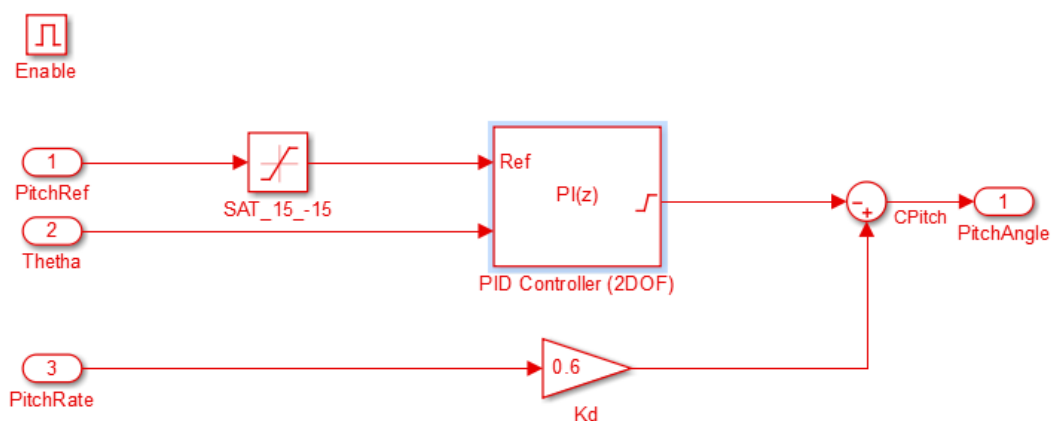 Enable
1
PitchRef
SAT_15_-15
2
Thetha
Ref
PI(z)
PID Controller (2DOF)
-
+
CPitch
1
PitchAngle
3
PitchRate
0.6
Kd